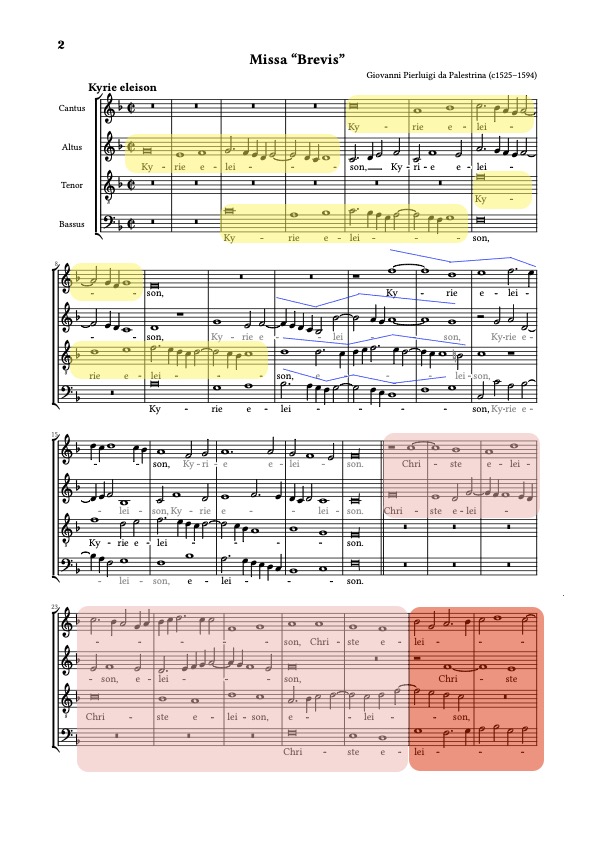 2
Missa “Brevis”
Giovanni Pierluigi da Palestrina (c1525–1594)
Kyrie eleison
Cantus
Ky - rie e - lei -
Altus
Ky - rie e - lei - - - son, Ky - ri - e e - lei -
Tenor
Ky -
Bassus
Ky - rie e - lei - - son,
8
- - son, Ky - rie e - lei -
- - son, Ky - rie e - - lei - son, Ky-rie e -
rie e - lei - - - son, e - - - lei - son,
Ky - rie e - lei - - - - son, Ky-rie e -
15
- - son, Ky - ri - e e - lei - son. Chri - ste e - lei -
- lei - son, Ky - rie e - lei - - son. Chri - ste e - lei -
Ky - rie e - lei - - - - son.
- lei - son, e - lei - - - son.
23
- - - son, Chri - ste e - lei - -
- son, e - lei - - - son, Chri - ste
Chri - ste e - lei - son, e - - lei - - son,
Chri - ste e - lei - -